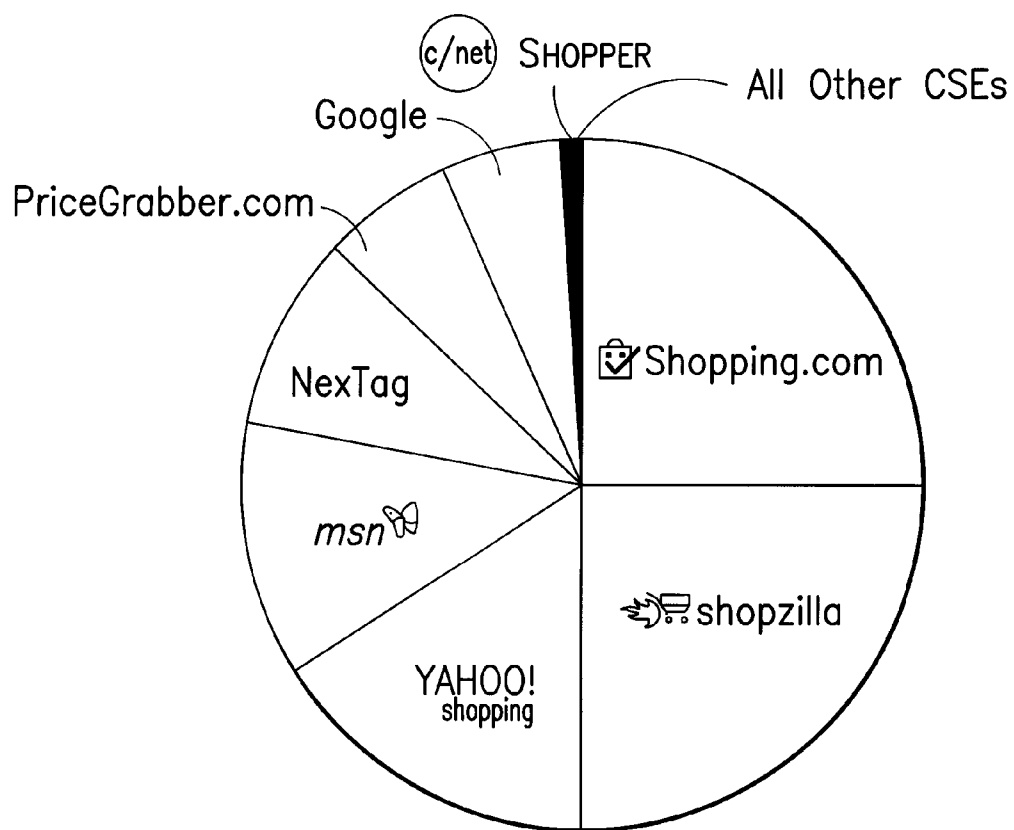 c/net SHOPPER
All Other CSEs
Google
PriceGrabber.com
Shopping.com
NexTag
msn
shopzilla
YAHOO!
shopping